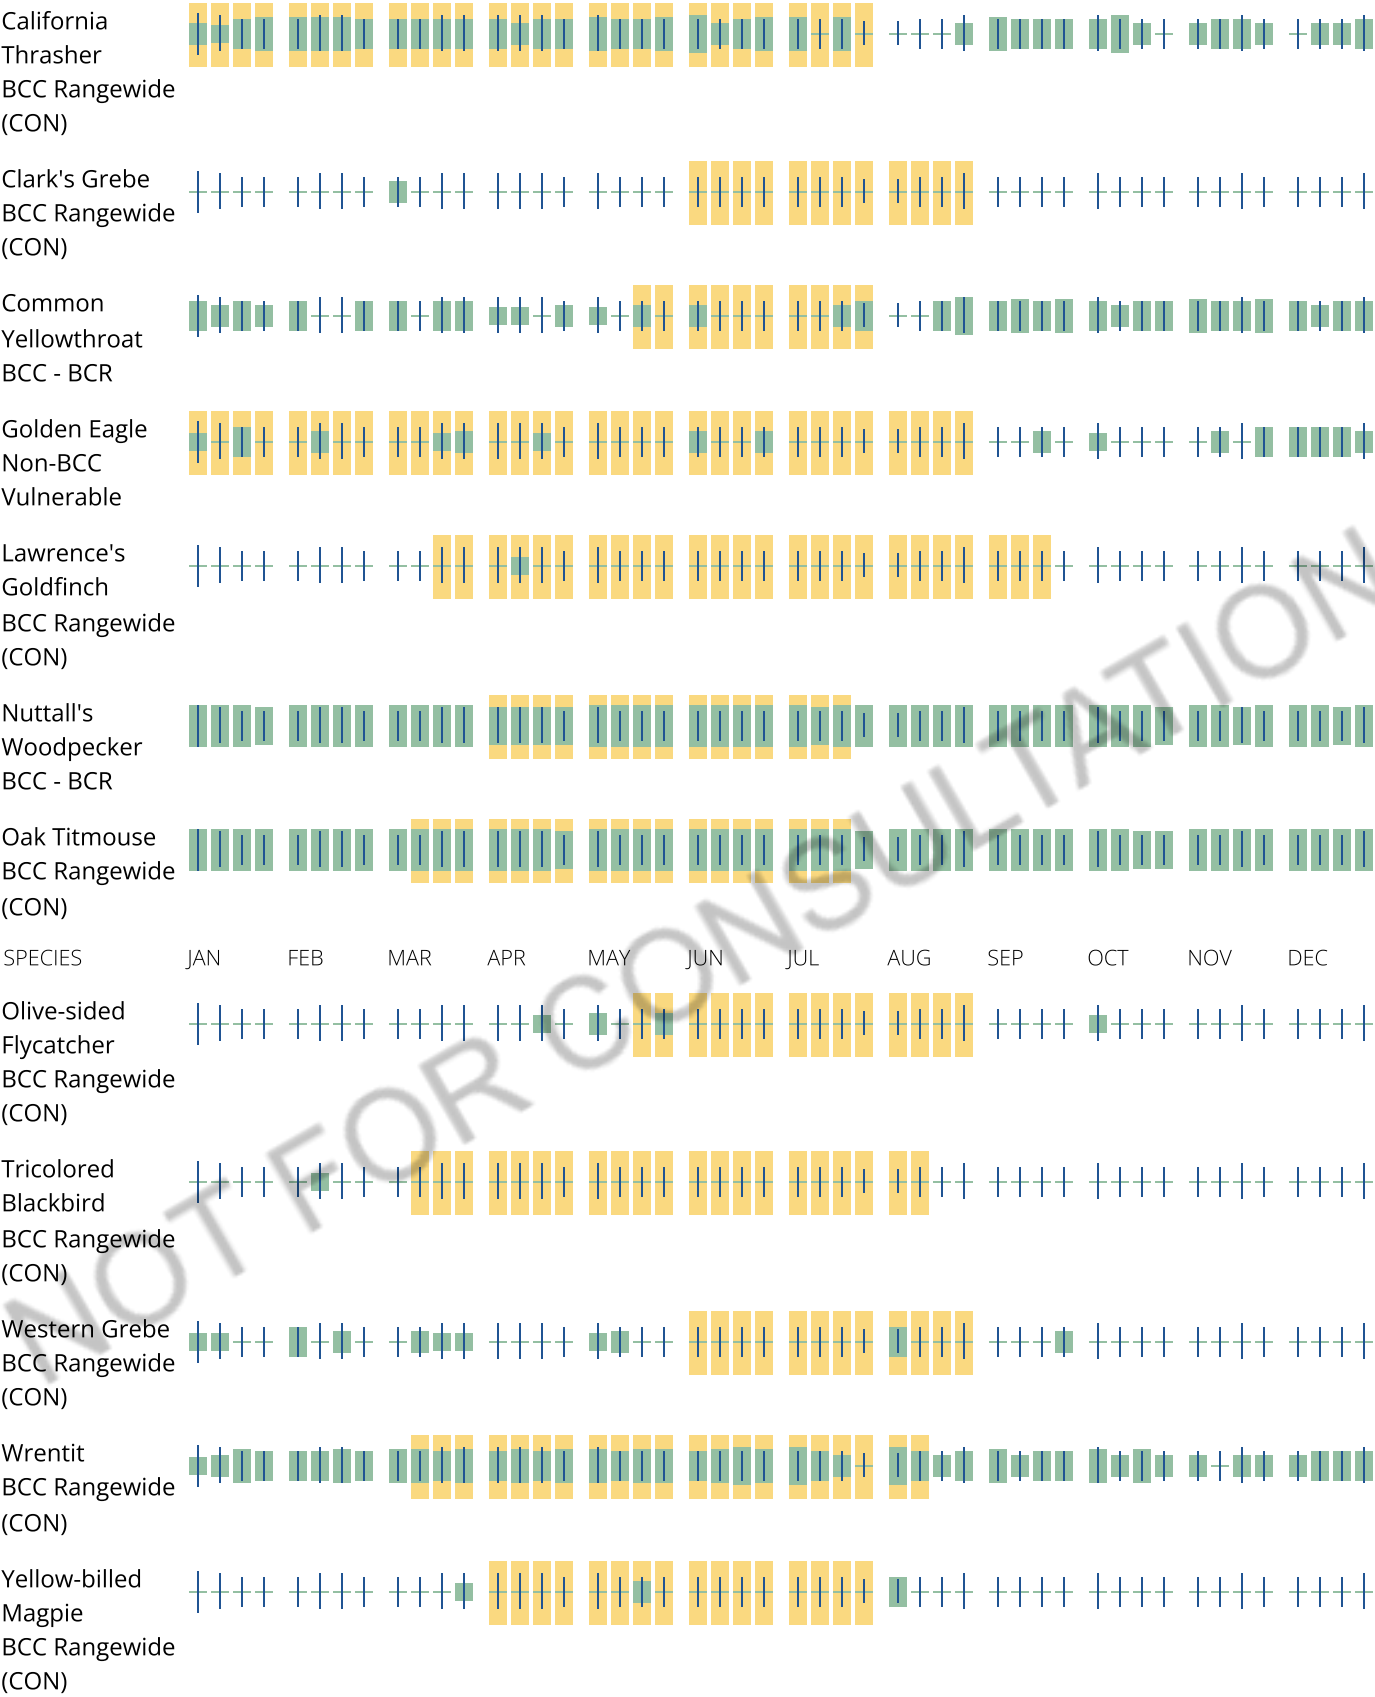 California
Thrasher
BCC Rangewide
(CON)
Clark's Grebe
BCC Rangewide
(CON)
Common
Yellowthroat
BCC - BCR
Golden Eagle
Non-BCC
Vulnerable
Lawrence's
Goldfinch
BCC Rangewide
(CON)
Nuttall's
Woodpecker
BCC - BCR
Oak Titmouse
BCC Rangewide
(CON)
SPECIES JAN FEB MAR APR MAY JUN JUL AUG SEP OCT NOV DEC
Olive-sided
Flycatcher
BCC Rangewide
(CON)
Tricolored
Blackbird
BCC Rangewide
(CON)
Western Grebe
BCC Rangewide
(CON)
Wrentit
BCC Rangewide
(CON)
Yellow-billed
Magpie
BCC Rangewide
(CON)
NOT FOR CONSULTATION